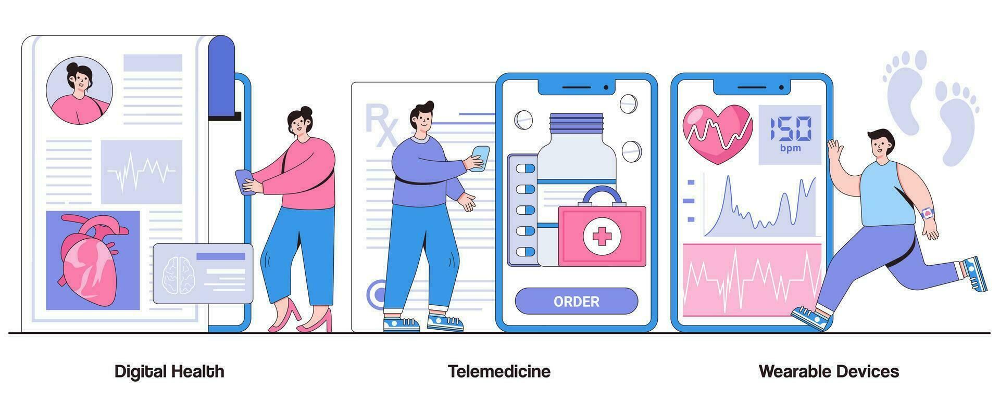 Rx
ORDER
150
bpm
Digital Health
Telemedicine
Wearable Devices